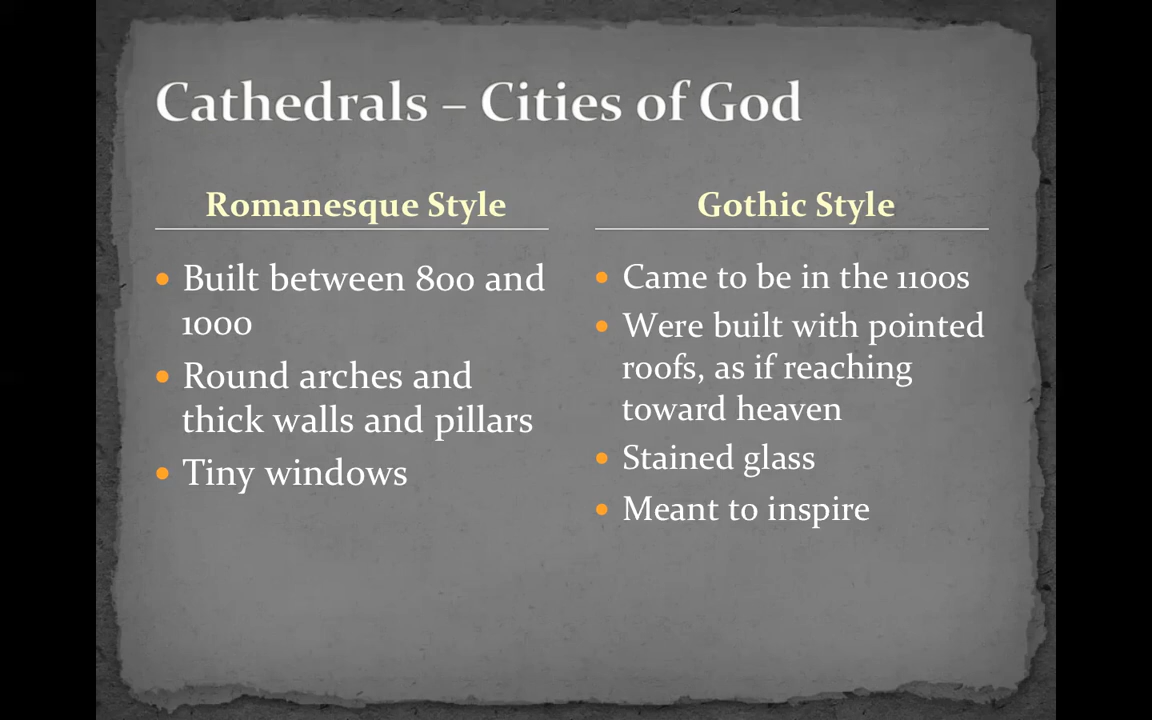 Cathedrals – Cities of God
Romanesque Style
• Built between 800 and
1000
• Round arches and
thick walls and pillars
• Tiny windows
Gothic Style
• Came to be in the 1100s
• Were built with pointed
roofs, as if reaching
toward heaven
• Stained glass
• Meant to inspire